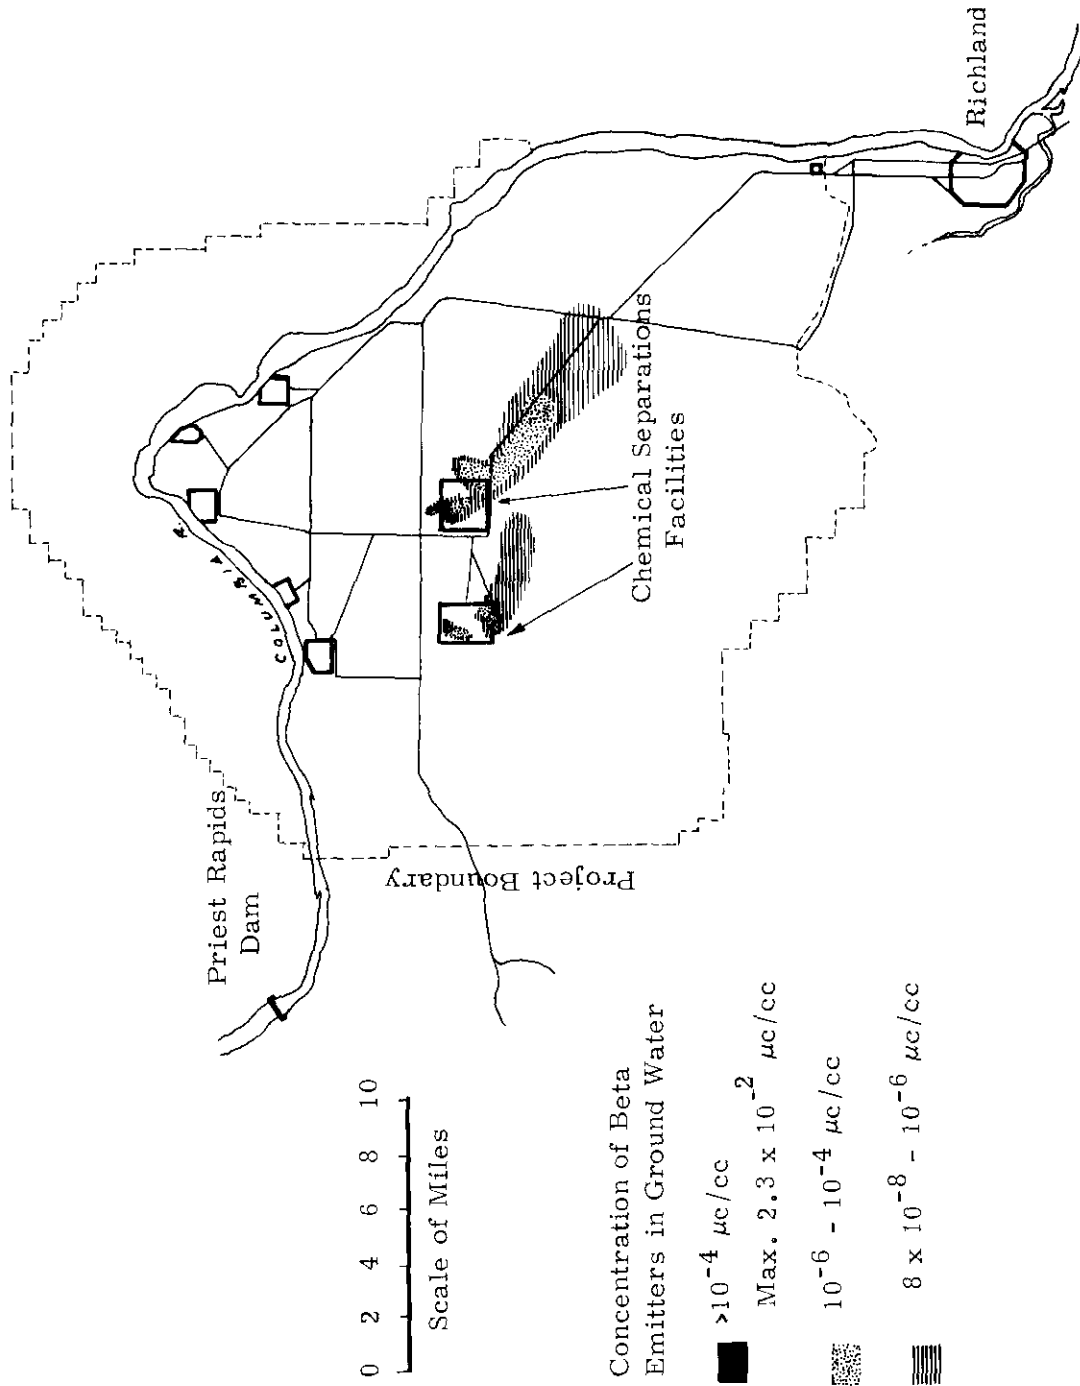 Priest Rapids
Dam
COLUMBIA R.
Richland
Project Boundary
Chemical Separations
Facilities
0 2 4 6 8 10
Scale of Miles
Concentration of Beta
Emitters in Ground Water
>10⁻⁴ μc/cc
Max. 2.3 x 10⁻² μc/cc
10⁻⁶ - 10⁻⁴ μc/cc
8 x 10⁻⁸ - 10⁻⁶ μc/cc